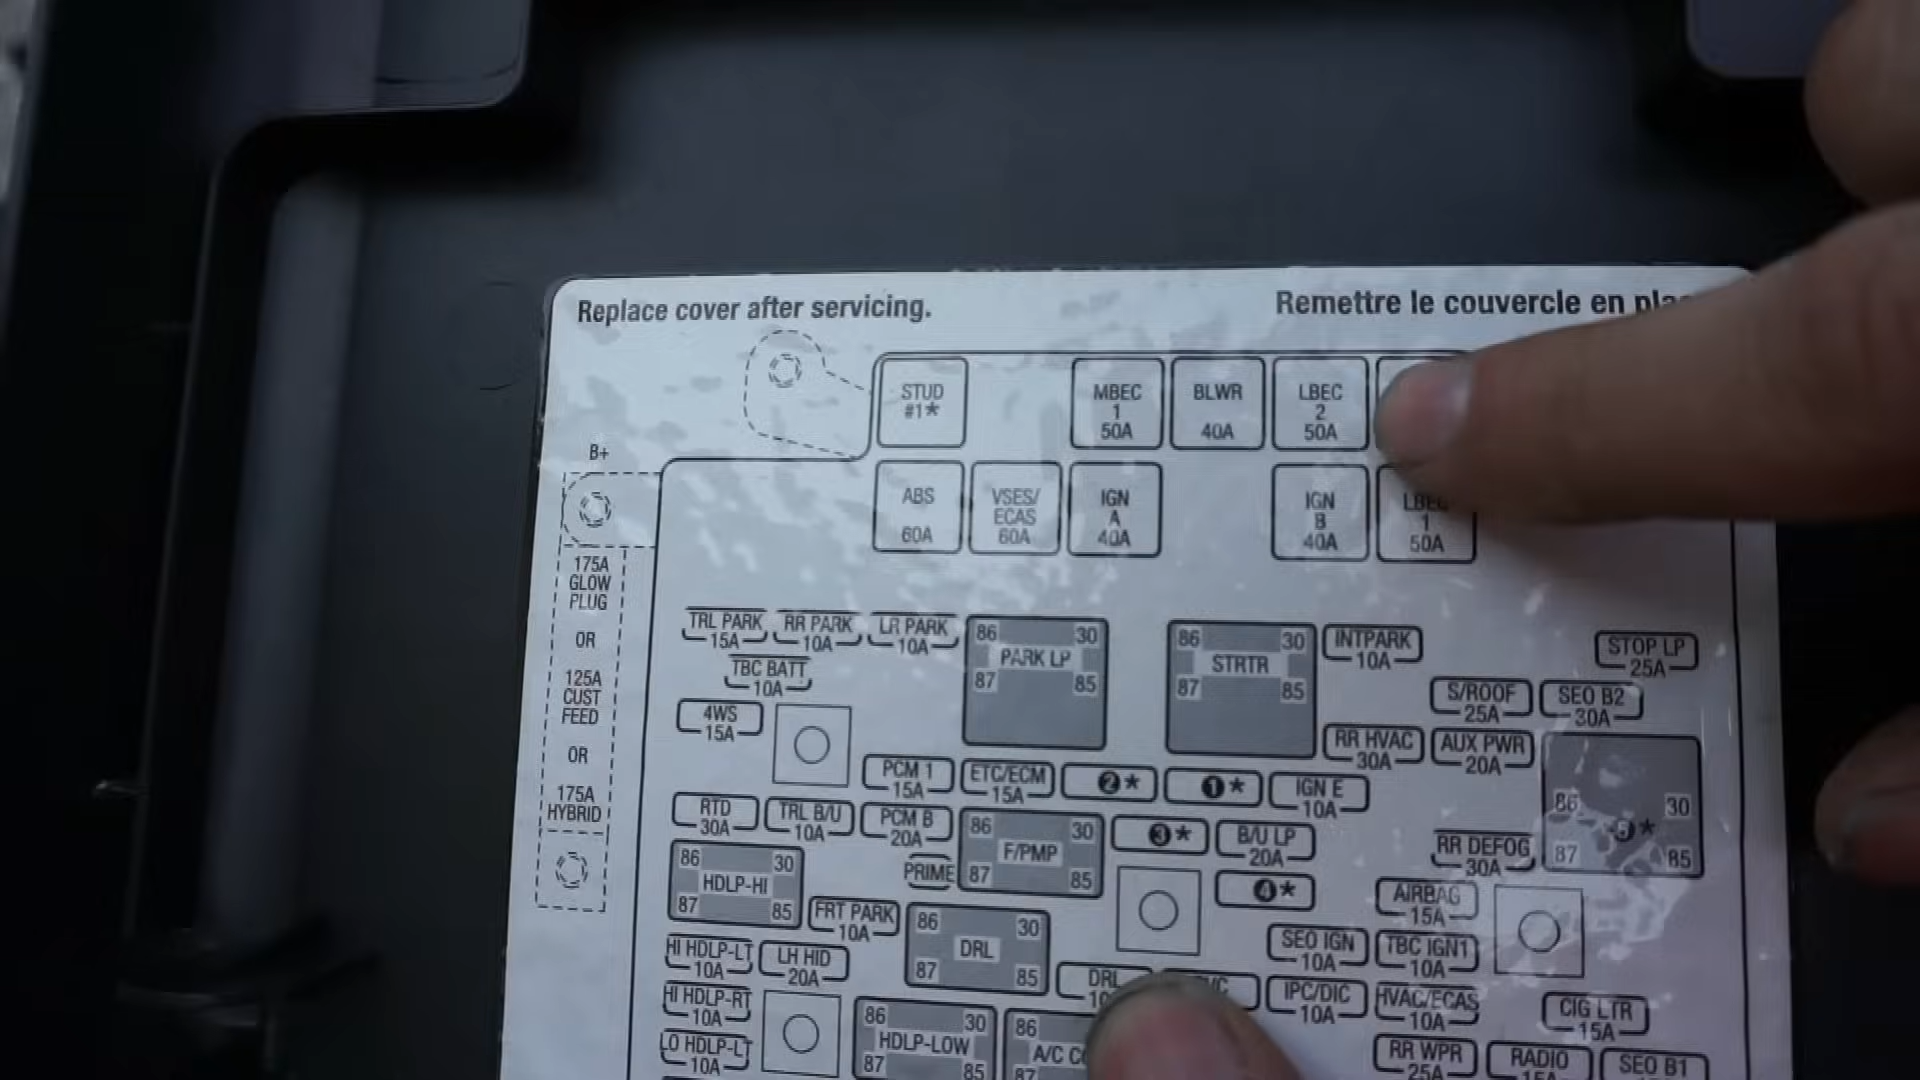 Replace cover after servicing.
Remettre le couvercle en
STUD
#1*
MBEC
1
50A
BLWR
40A
LBEC
2
50A
B+
ABS
60A
VSES/
ECAS
60A
IGN
A
40A
IGN
B
40A
LBEC
1
50A
175A
GLOW
PLUG
OR
125A
CUST
FEED
OR
175A
HYBRID
TRL PARK
15A
RR PARK
10A
LR PARK
10A
TBC BATT
10A
4WS
15A
86 30
PARK LP
87 85
86 30
STRTR
87 85
INTPARK
10A
STOP LP
25A
S/ROOF
25A
SEO B2
30A
RR HVAC
30A
AUX PWR
20A
PCM 1
15A
ETC/ECM
15A
2*
1*
IGN E
10A
RTD
30A
TRL B/U
10A
PCM B
20A
86 30
F/PMP
87 85
PRIME
3*
B/U LP
20A
RR DEFOG
30A
86 30
87 85
4*
AIRBAG
15A
86 30
HDLP-HI
87 85
FRT PARK
10A
86 30
DRL
87 85
SEO IGN
10A
TBC IGN1
10A
HI HDLP-LT
10A
LH HID
20A
DRL
IPC/DIC
10A
HVAC/ECAS
10A
CIG LTR
15A
HI HDLP-RT
10A
86 30
HDLP-LOW
87 85
86
A/C
87
LO HDLP-LT
10A
RR WPR
25A
RADIO
15A
SEO B1